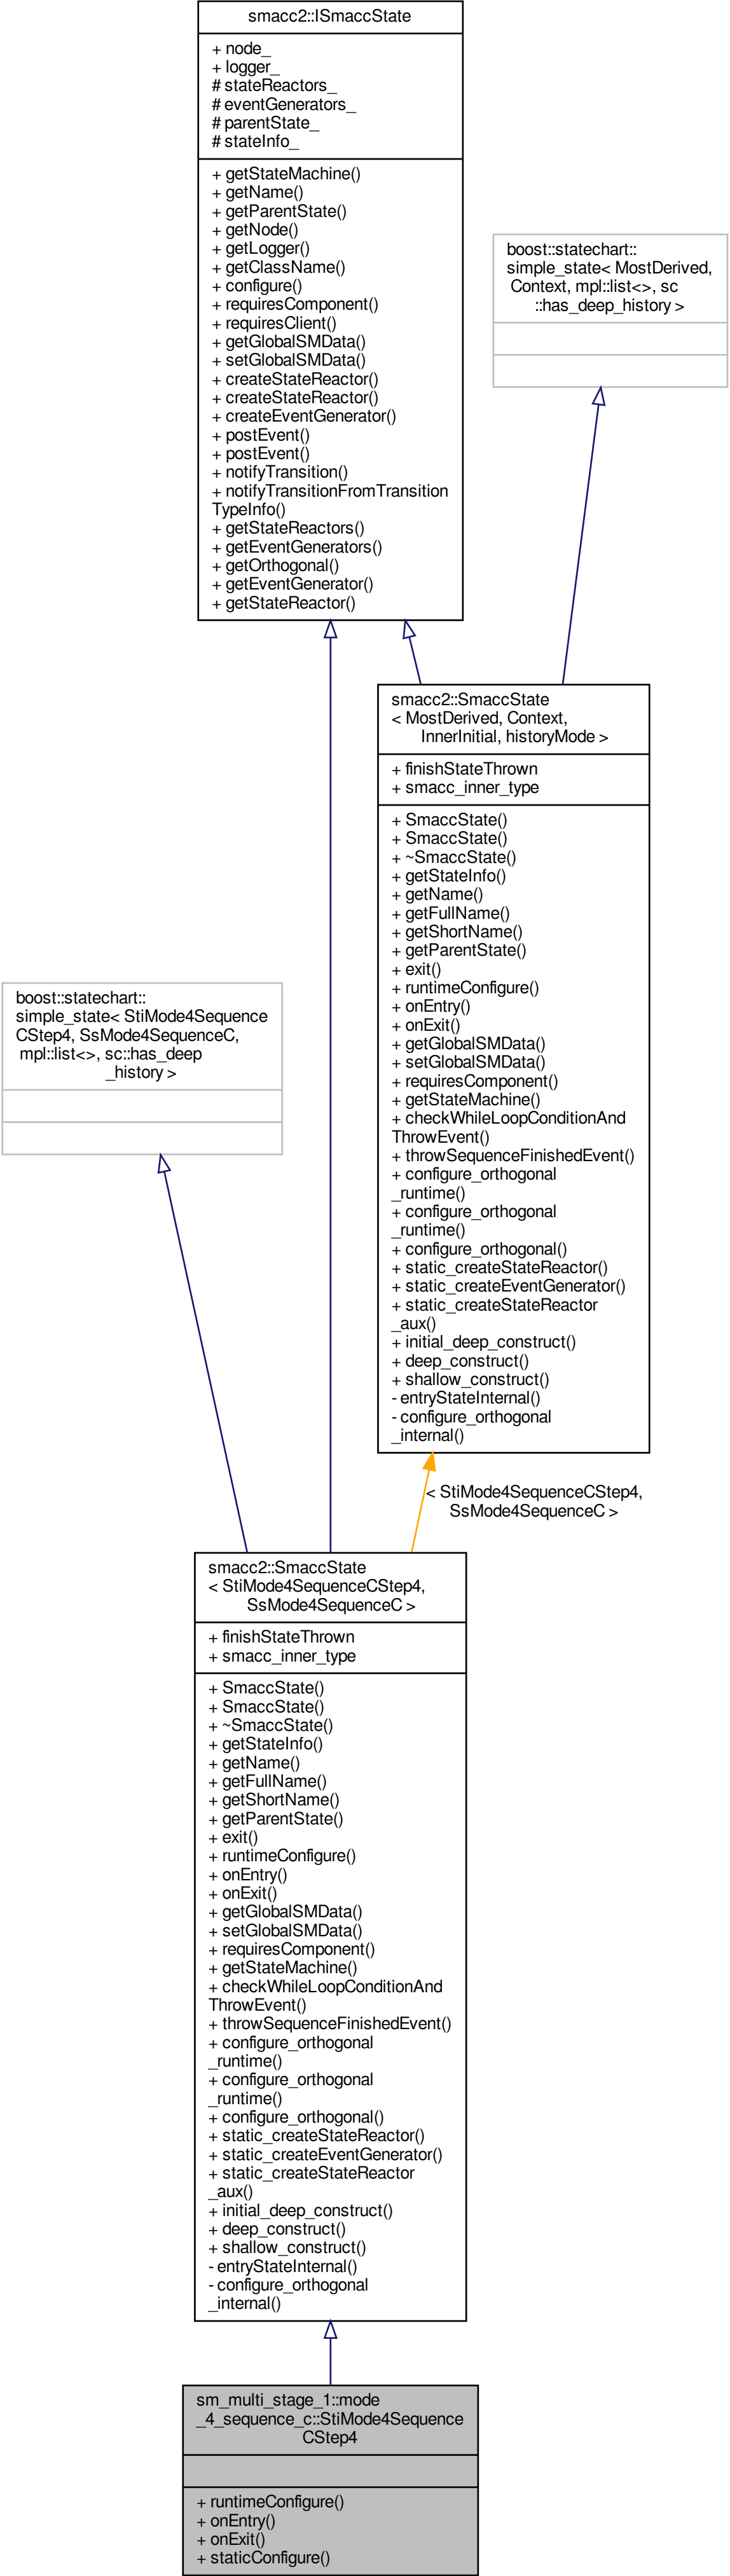 smacc2::ISmaccState
+ node_
+ logger_
# stateReactors_
# eventGenerators_
# parentState_
# stateInfo_
+ getStateMachine()
+ getName()
+ getParentState()
+ getNode()
+ getLogger()
+ getClassName()
+ configure()
+ requiresComponent()
+ requiresClient()
+ getGlobalSMData()
+ setGlobalSMData()
+ createStateReactor()
+ createStateReactor()
+ createEventGenerator()
+ postEvent()
+ postEvent()
+ notifyTransition()
+ notifyTransitionFromTransition
TypeInfo()
+ getStateReactors()
+ getEventGenerators()
+ getOrthogonal()
+ getEventGenerator()
+ getStateReactor()
boost::statechart::
simple_state< MostDerived,
Context, mpl::list<>, sc
::has_deep_history >
smacc2::SmaccState
< MostDerived, Context,
InnerInitial, historyMode >
+ finishStateThrown
+ smacc_inner_type
+ SmaccState()
+ SmaccState()
+ ~SmaccState()
+ getStateInfo()
+ getName()
+ getFullName()
+ getShortName()
+ getParentState()
+ exit()
+ runtimeConfigure()
+ onEntry()
+ onExit()
+ getGlobalSMData()
+ setGlobalSMData()
+ requiresComponent()
+ getStateMachine()
+ checkWhileLoopConditionAnd
ThrowEvent()
+ throwSequenceFinishedEvent()
+ configure_orthogonal
_runtime()
+ configure_orthogonal
_runtime()
+ configure_orthogonal()
+ static_createStateReactor()
+ static_createEventGenerator()
+ static_createStateReactor
_aux()
+ initial_deep_construct()
+ deep_construct()
+ shallow_construct()
- entryStateInternal()
- configure_orthogonal
_internal()
boost::statechart::
simple_state< StiMode4Sequence
CStep4, SsMode4SequenceC,
mpl::list<>, sc::has_deep
_history >
< StiMode4SequenceCStep4,
SsMode4SequenceC >
smacc2::SmaccState
< StiMode4SequenceCStep4,
SsMode4SequenceC >
+ finishStateThrown
+ smacc_inner_type
+ SmaccState()
+ SmaccState()
+ ~SmaccState()
+ getStateInfo()
+ getName()
+ getFullName()
+ getShortName()
+ getParentState()
+ exit()
+ runtimeConfigure()
+ onEntry()
+ onExit()
+ getGlobalSMData()
+ setGlobalSMData()
+ requiresComponent()
+ getStateMachine()
+ checkWhileLoopConditionAnd
ThrowEvent()
+ throwSequenceFinishedEvent()
+ configure_orthogonal
_runtime()
+ configure_orthogonal
_runtime()
+ configure_orthogonal()
+ static_createStateReactor()
+ static_createEventGenerator()
+ static_createStateReactor
_aux()
+ initial_deep_construct()
+ deep_construct()
+ shallow_construct()
- entryStateInternal()
- configure_orthogonal
_internal()
sm_multi_stage_1::mode
_4_sequence_c::StiMode4Sequence
CStep4
+ runtimeConfigure()
+ onEntry()
+ onExit()
+ staticConfigure()